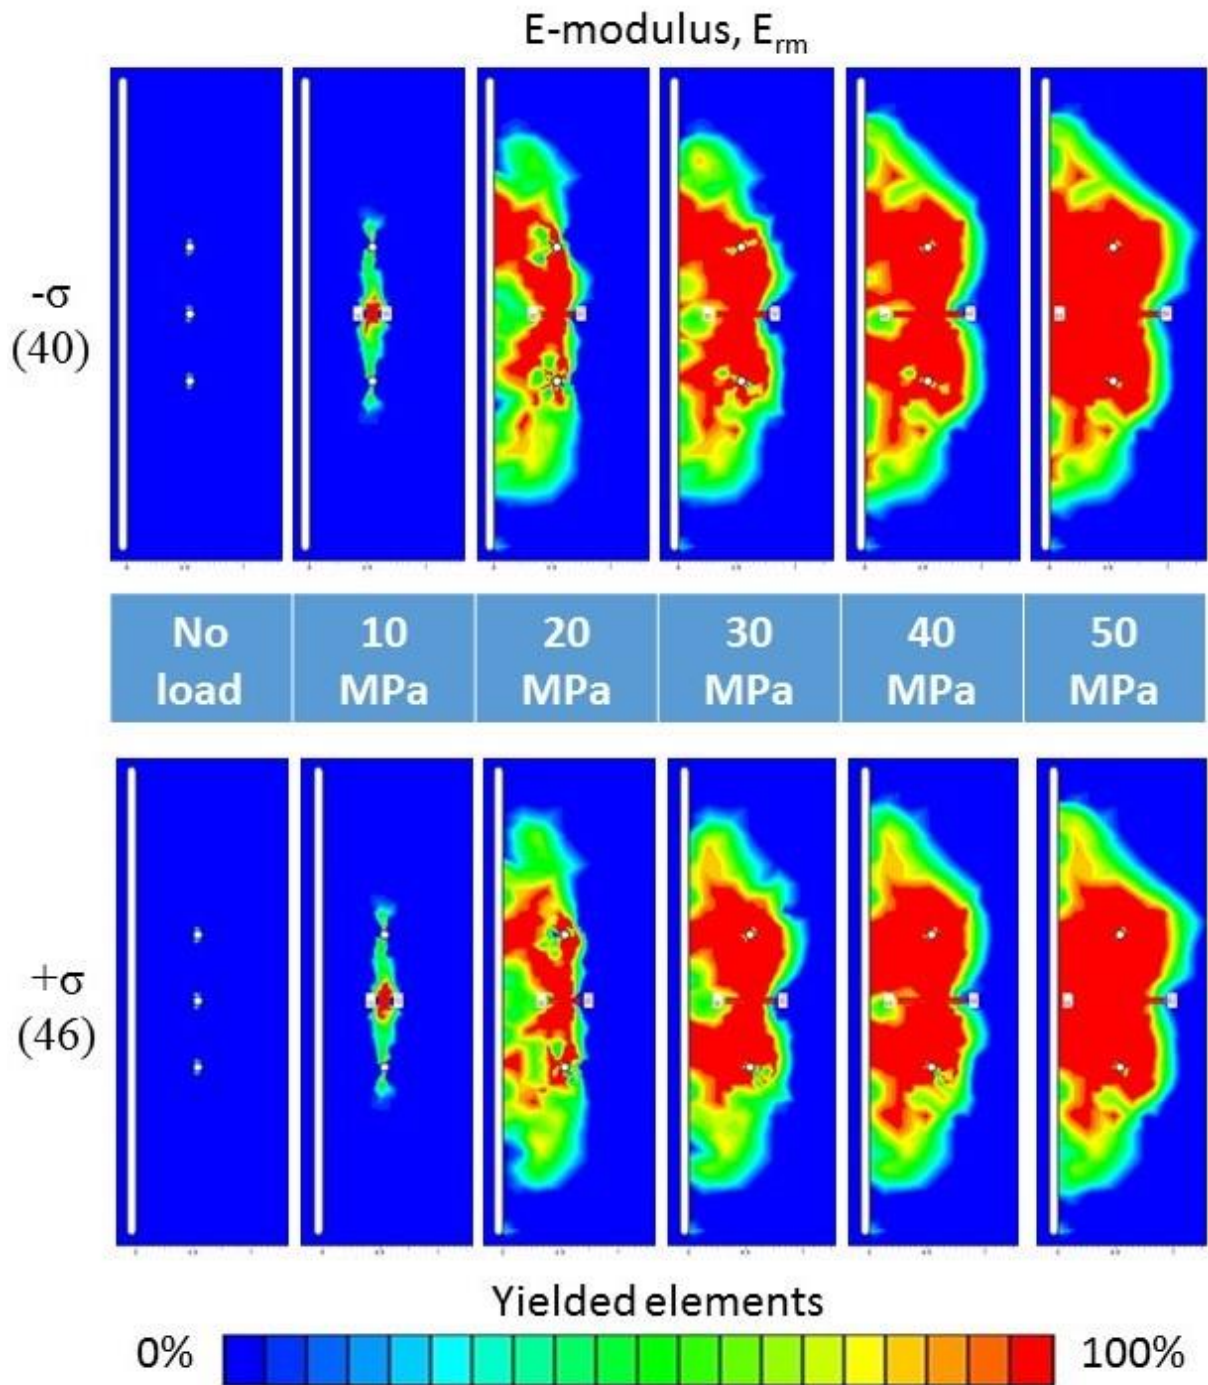 E-modulus, Erm
-σ
(40)
No load
10 MPa
20 MPa
30 MPa
40 MPa
50 MPa
+σ
(46)
Yielded elements
0%
100%